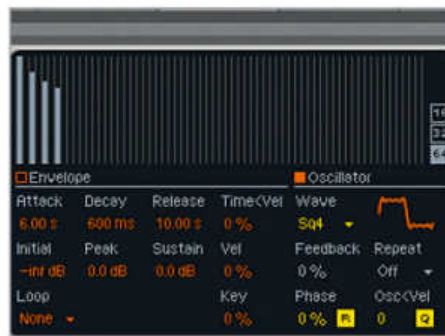 16
32
64
Envelope
Oscillator
Attack Decay Release Time<Vel Wave
6.00 s 600 ms 10.00 s 0 % Sq4
Initial Peak Sustain Vel Feedback Repeat
-inf dB 0.0 dB 0.0 dB 0 % 0 % Off
Loop Key Phase Osc<Vel
None 0 % 0 % R 0 Q